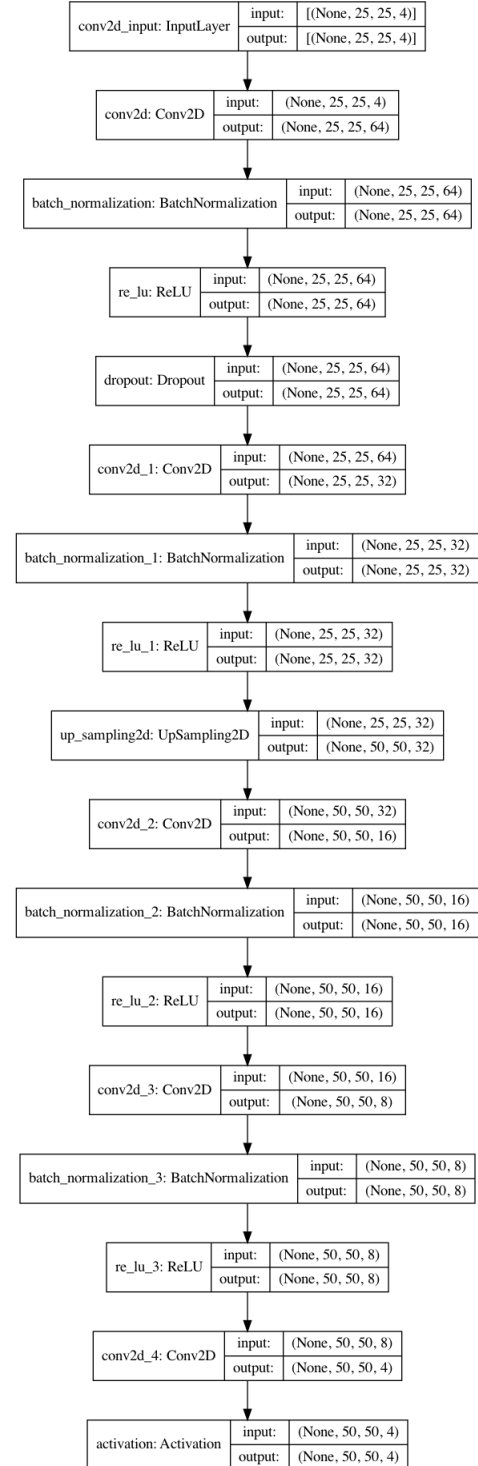 conv2d_input: InputLayer
input: [(None, 25, 25, 4)]
output: [(None, 25, 25, 4)]
conv2d: Conv2D
input: (None, 25, 25, 4)
output: (None, 25, 25, 64)
batch_normalization: BatchNormalization
input: (None, 25, 25, 64)
output: (None, 25, 25, 64)
re_lu: ReLU
input: (None, 25, 25, 64)
output: (None, 25, 25, 64)
dropout: Dropout
input: (None, 25, 25, 64)
output: (None, 25, 25, 64)
conv2d_1: Conv2D
input: (None, 25, 25, 64)
output: (None, 25, 25, 32)
batch_normalization_1: BatchNormalization
input: (None, 25, 25, 32)
output: (None, 25, 25, 32)
re_lu_1: ReLU
input: (None, 25, 25, 32)
output: (None, 25, 25, 32)
up_sampling2d: UpSampling2D
input: (None, 25, 25, 32)
output: (None, 50, 50, 32)
conv2d_2: Conv2D
input: (None, 50, 50, 32)
output: (None, 50, 50, 16)
batch_normalization_2: BatchNormalization
input: (None, 50, 50, 16)
output: (None, 50, 50, 16)
re_lu_2: ReLU
input: (None, 50, 50, 16)
output: (None, 50, 50, 16)
conv2d_3: Conv2D
input: (None, 50, 50, 16)
output: (None, 50, 50, 8)
batch_normalization_3: BatchNormalization
input: (None, 50, 50, 8)
output: (None, 50, 50, 8)
re_lu_3: ReLU
input: (None, 50, 50, 8)
output: (None, 50, 50, 8)
conv2d_4: Conv2D
input: (None, 50, 50, 8)
output: (None, 50, 50, 4)
activation: Activation
input: (None, 50, 50, 4)
output: (None, 50, 50, 4)